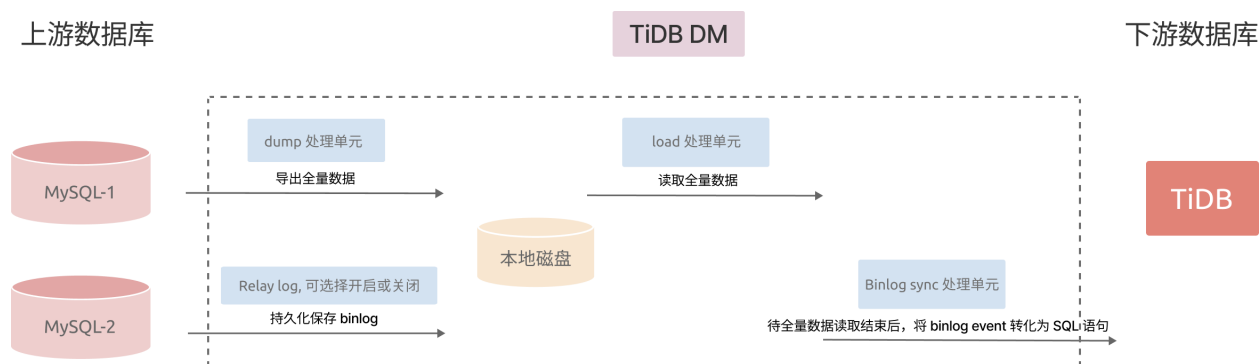 上游数据库
TiDB DM
下游数据库
dump 处理单元
load 处理单元
导出全量数据
读取全量数据
MySQL-1
TiDB
本地磁盘
Relay log, 可选择开启或关闭
Binlog sync 处理单元
持久化保存 binlog
MySQL-2
待全量数据读取结束后，将 binlog event 转化为 SQL 语句